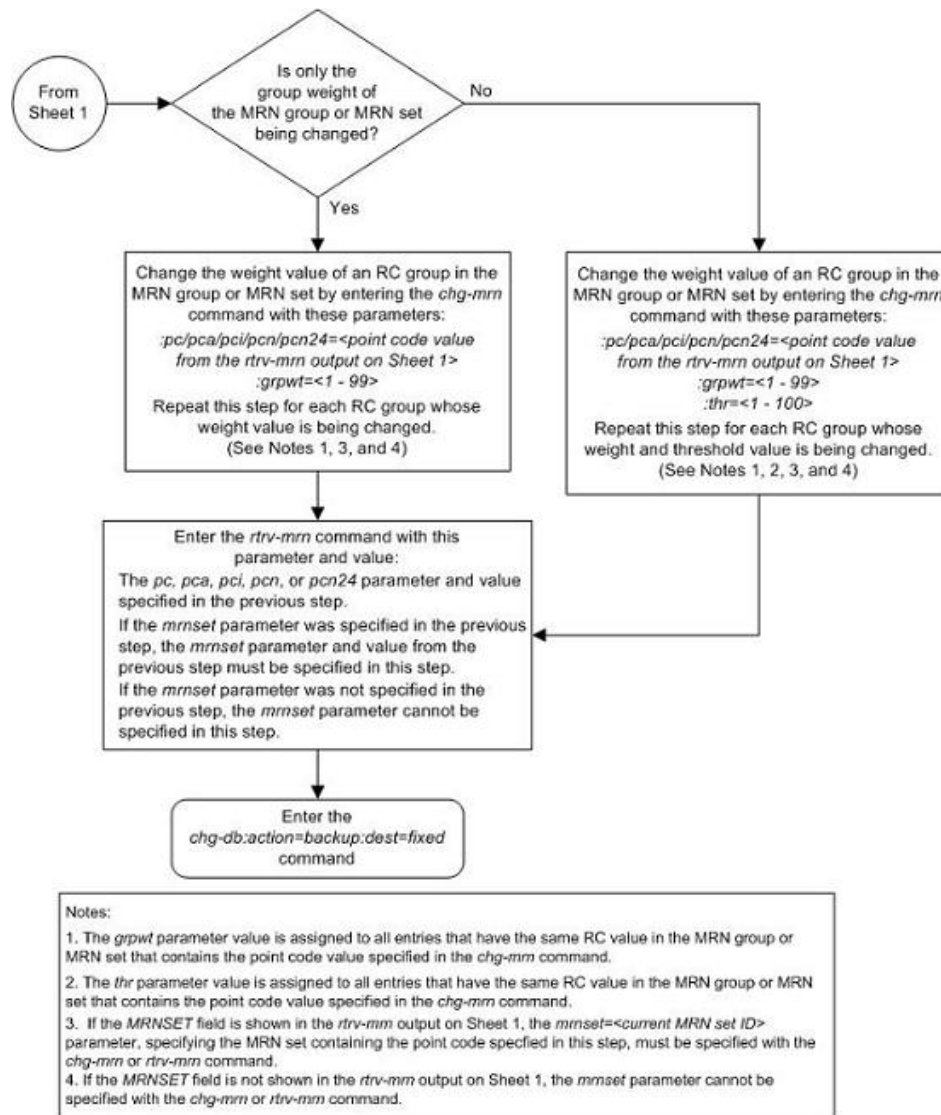 From
Sheet 1
Is only the
group weight of
the MRN group or MRN set
being changed?
No
Yes
Change the weight value of an RC group in the
MRN group or MRN set by entering the chg-mrn
command with these parameters:
:pc/pca/pci/pcn/pcn24=<point code value
from the rtrv-mrn output on Sheet 1>
:grpwt=<1 - 99>
Repeat this step for each RC group whose
weight value is being changed.
(See Notes 1, 3, and 4)
Change the weight value of an RC group in the
MRN group or MRN set by entering the chg-mrn
command with these parameters:
:pc/pca/pci/pcn/pcn24=<point code value
from the rtrv-mrn output on Sheet 1>
:grpwt=<1 - 99>
:thr=<1 - 100>
Repeat this step for each RC group whose
weight and threshold value is being changed.
(See Notes 1, 2, 3, and 4)
Enter the rtrv-mrn command with this
parameter and value:
The pc, pca, pci, pcn, or pcn24 parameter and value
specified in the previous step.
If the mrnset parameter was specified in the previous
step, the mrnset parameter and value from the
previous step must be specified in this step.
If the mrnset parameter was not specified in the
previous step, the mrnset parameter cannot be
specified in this step.
Enter the
chg-db:action=backup:dest=fixed
command
Notes:
1. The grpwt parameter value is assigned to all entries that have the same RC value in the MRN group or
MRN set that contains the point code value specified in the chg-mrn command.
2. The thr parameter value is assigned to all entries that have the same RC value in the MRN group or MRN
set that contains the point code value specified in the chg-mrn command.
3. If the MRNSET field is shown in the rtrv-mrn output on Sheet 1, the mrnset=<current MRN set ID>
parameter, specifying the MRN set containing the point code specfied in this step, must be specified with the
chg-mrn or rtrv-mrn command.
4. If the MRNSET field is not shown in the rtrv-mrn output on Sheet 1, the mrnset parameter cannot be
specified with the chg-mrn or rtrv-mrn command.